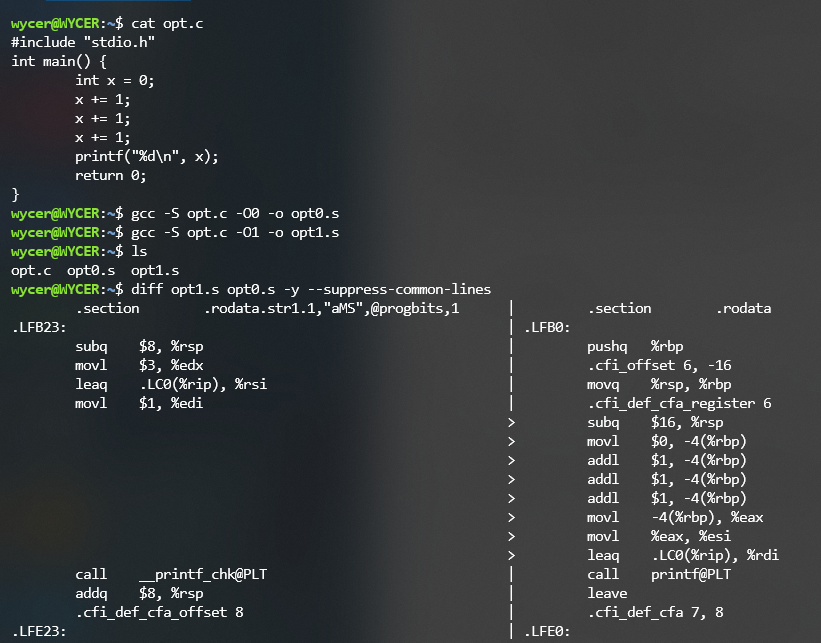 wycer@WYCER:~$ cat opt.c
#include "stdio.h"
int main() {
        int x = 0;
        x += 1;
        x += 1;
        x += 1;
        printf("%d\n", x);
        return 0;
}
wycer@WYCER:~$ gcc -S opt.c -O0 -o opt0.s
wycer@WYCER:~$ gcc -S opt.c -O1 -o opt1.s
wycer@WYCER:~$ ls
opt.c  opt0.s  opt1.s
wycer@WYCER:~$ diff opt1.s opt0.s -y --suppress-common-lines
        .section        .rodata.str1.1,"aMS",@progbits,1      |         .section        .rodata
.LFB23:                                                       | .LFB0:
        subq    $8, %rsp                                      |         pushq   %rbp
        movl    $3, %edx                                      |         .cfi_offset 6, -16
        leaq    .LC0(%rip), %rsi                              |         movq    %rsp, %rbp
        movl    $1, %edi                                      |         .cfi_def_cfa_register 6
                                                              >         subq    $16, %rsp
                                                              >         movl    $0, -4(%rbp)
                                                              >         addl    $1, -4(%rbp)
                                                              >         addl    $1, -4(%rbp)
                                                              >         addl    $1, -4(%rbp)
                                                              >         movl    -4(%rbp), %eax
                                                              >         movl    %eax, %esi
                                                              >         leaq    .LC0(%rip), %rdi
        call    __printf_chk@PLT                              |         call    printf@PLT
        addq    $8, %rsp                                      |         leave
        .cfi_def_cfa_offset 8                                 |         .cfi_def_cfa 7, 8
.LFE23:                                                       | .LFE0: